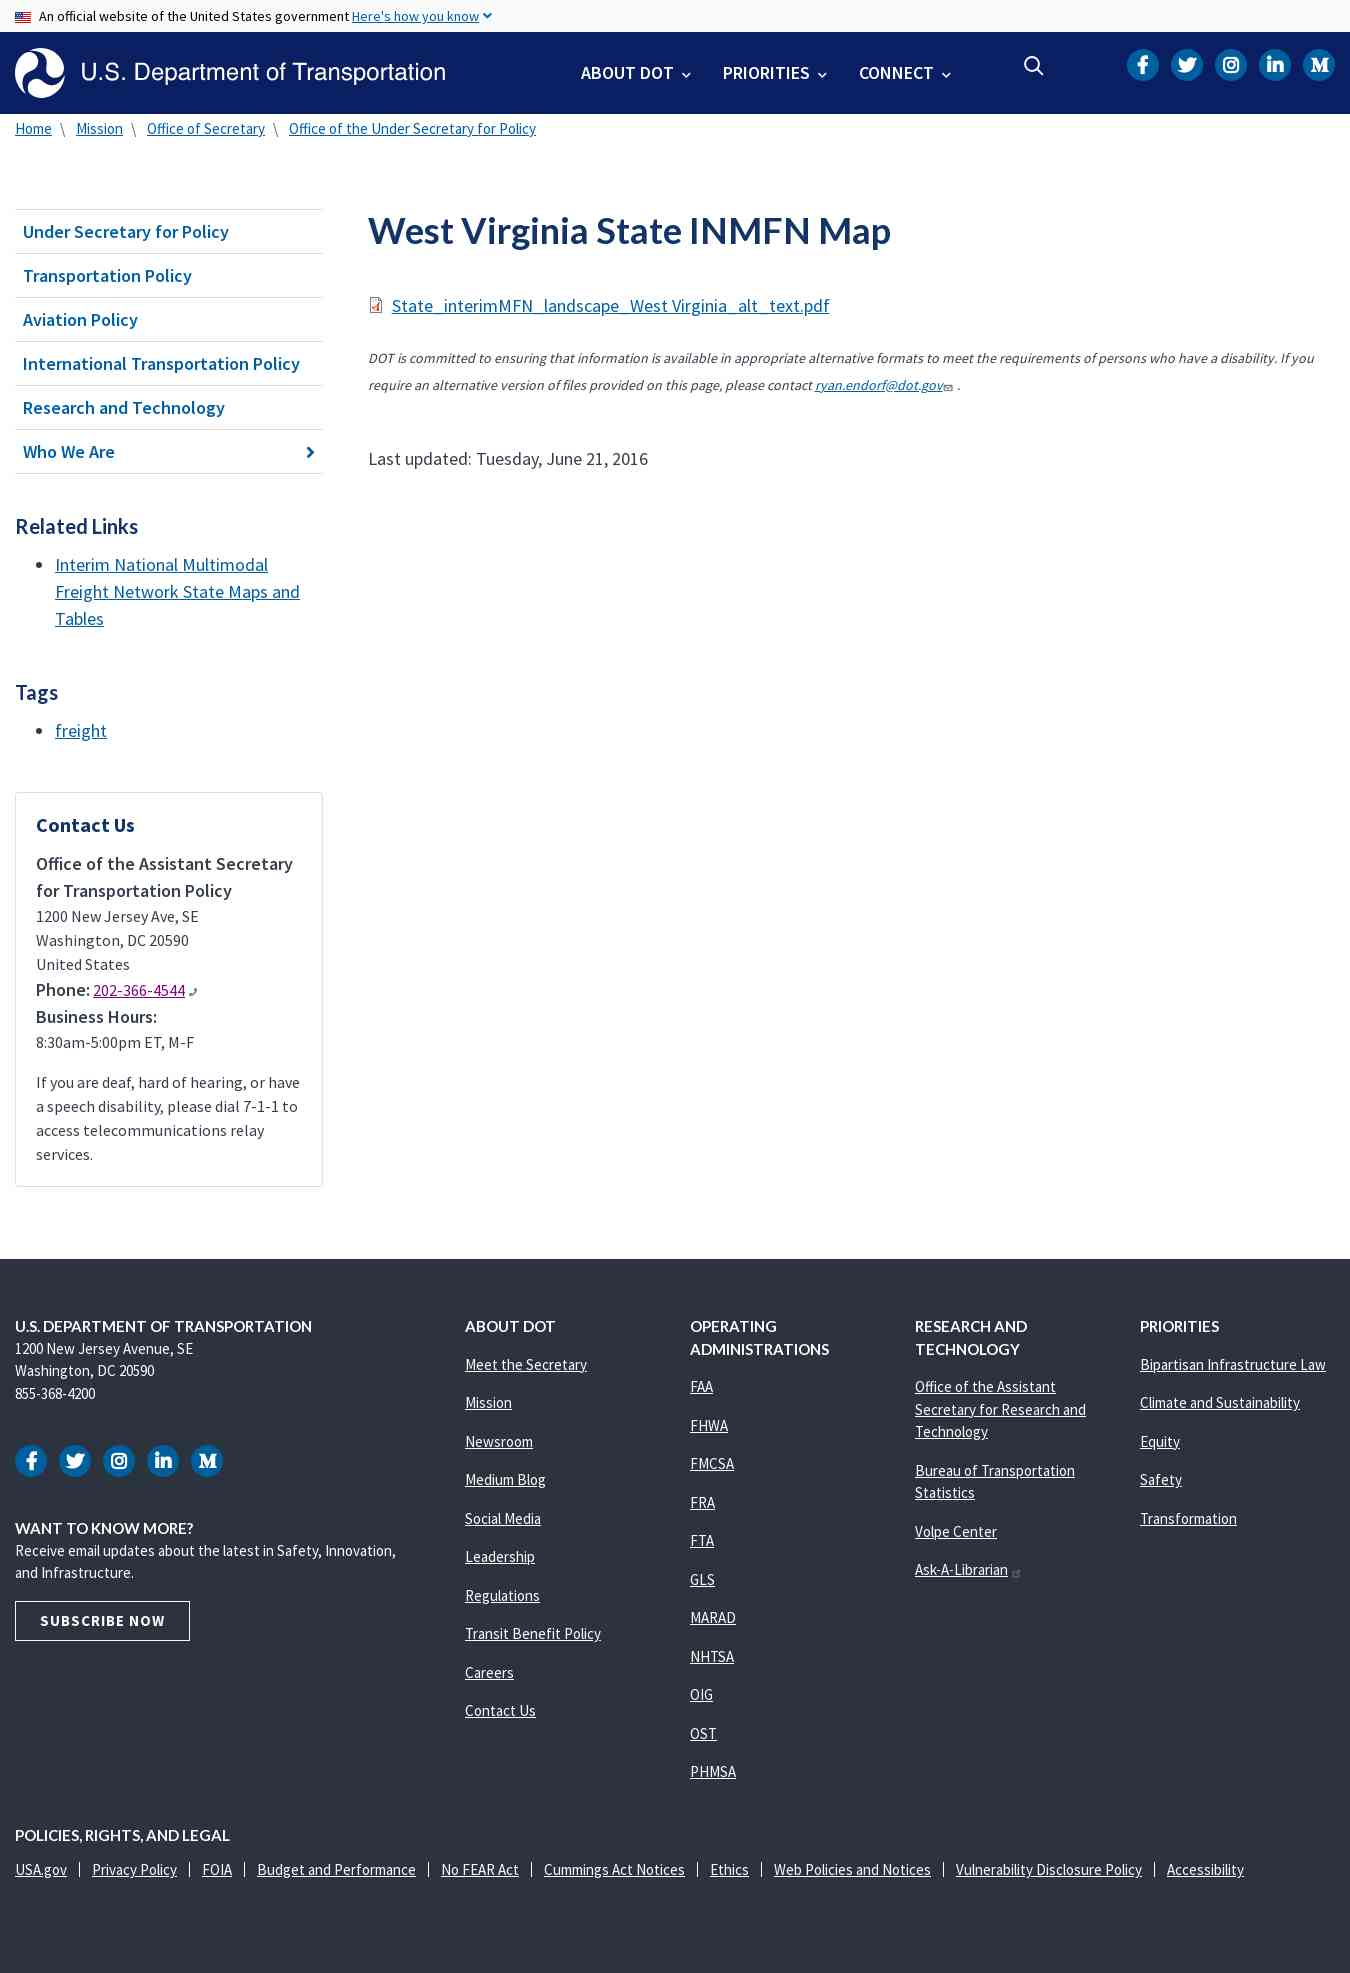 An official website of the United States government Here's how you know
U.S. Department of Transportation
ABOUT DOT
PRIORITIES
CONNECT
Home \ Mission \ Office of Secretary \ Office of the Under Secretary for Policy
Under Secretary for Policy
Transportation Policy
Aviation Policy
International Transportation Policy
Research and Technology
Who We Are
Related Links
Interim National Multimodal
Freight Network State Maps and
Tables
Tags
freight
Contact Us
Office of the Assistant Secretary
for Transportation Policy
1200 New Jersey Ave, SE
Washington, DC 20590
United States
Phone: 202-366-4544
Business Hours:
8:30am-5:00pm ET, M-F
If you are deaf, hard of hearing, or have
a speech disability, please dial 7-1-1 to
access telecommunications relay
services.
West Virginia State INMFN Map
State_interimMFN_landscape_West Virginia_alt_text.pdf
DOT is committed to ensuring that information is available in appropriate alternative formats to meet the requirements of persons who have a disability. If you
require an alternative version of files provided on this page, please contact ryan.endorf@dot.gov .
Last updated: Tuesday, June 21, 2016
U.S. DEPARTMENT OF TRANSPORTATION
1200 New Jersey Avenue, SE
Washington, DC 20590
855-368-4200
WANT TO KNOW MORE?
Receive email updates about the latest in Safety, Innovation,
and Infrastructure.
SUBSCRIBE NOW
ABOUT DOT
Meet the Secretary
Mission
Newsroom
Medium Blog
Social Media
Leadership
Regulations
Transit Benefit Policy
Careers
Contact Us
OPERATING
ADMINISTRATIONS
FAA
FHWA
FMCSA
FRA
FTA
GLS
MARAD
NHTSA
OIG
OST
PHMSA
RESEARCH AND
TECHNOLOGY
Office of the Assistant
Secretary for Research and
Technology
Bureau of Transportation
Statistics
Volpe Center
Ask-A-Librarian
PRIORITIES
Bipartisan Infrastructure Law
Climate and Sustainability
Equity
Safety
Transformation
POLICIES, RIGHTS, AND LEGAL
USA.gov | Privacy Policy | FOIA | Budget and Performance | No FEAR Act | Cummings Act Notices | Ethics | Web Policies and Notices | Vulnerability Disclosure Policy | Accessibility